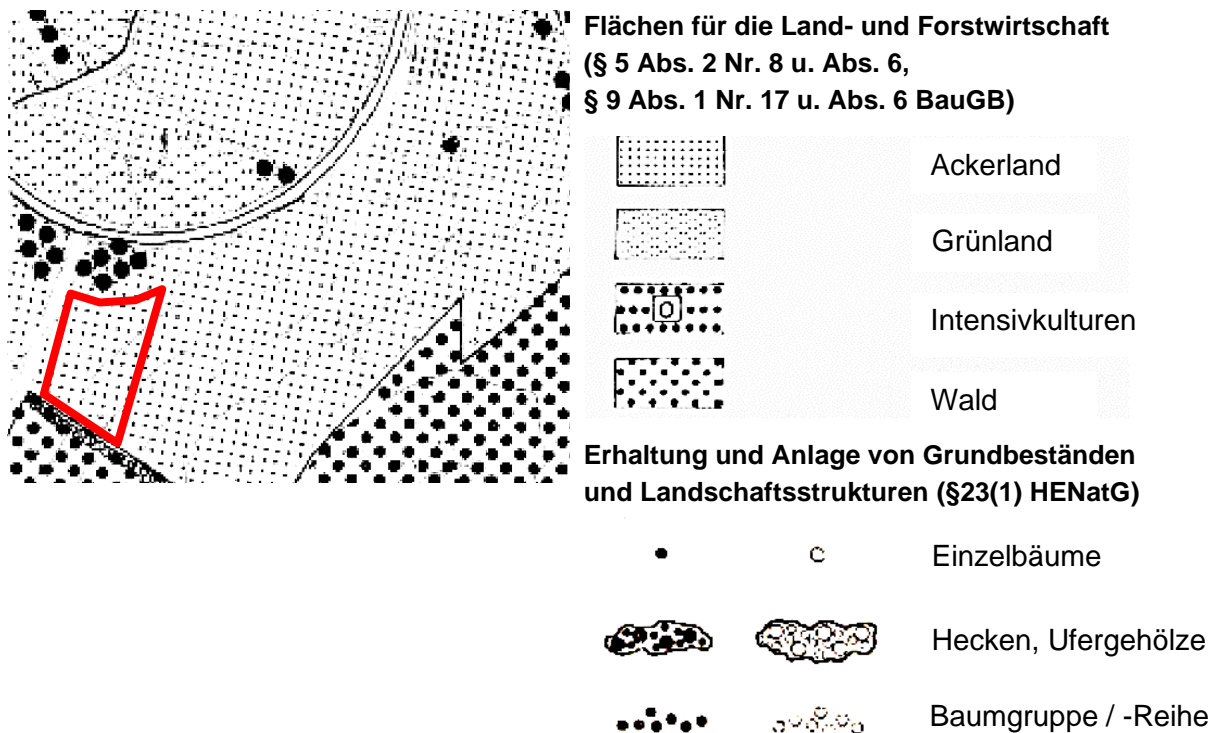 Flächen für die Land- und Forstwirtschaft
(§ 5 Abs. 2 Nr. 8 u. Abs. 6,
§ 9 Abs. 1 Nr. 17 u. Abs. 6 BauGB)
Ackerland
Grünland
O
Intensivkulturen
Wald
Erhaltung und Anlage von Grundbeständen
und Landschaftsstrukturen (§23(1) HENatG)
Einzelbäume
Hecken, Ufergehölze
Baumgruppe / -Reihe